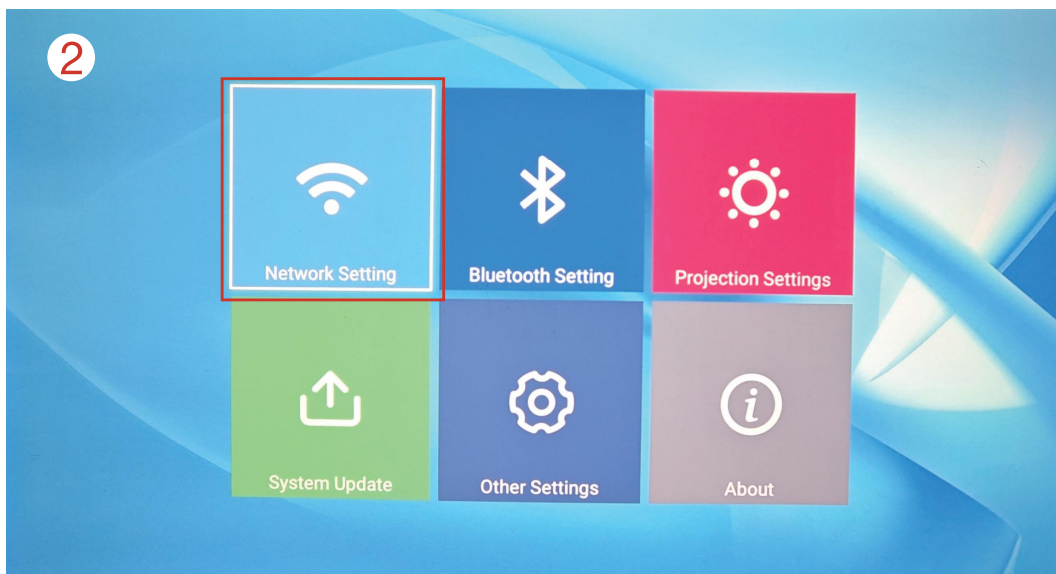 2
Network Setting
Bluetooth Setting
Projection Settings
System Update
Other Settings
About